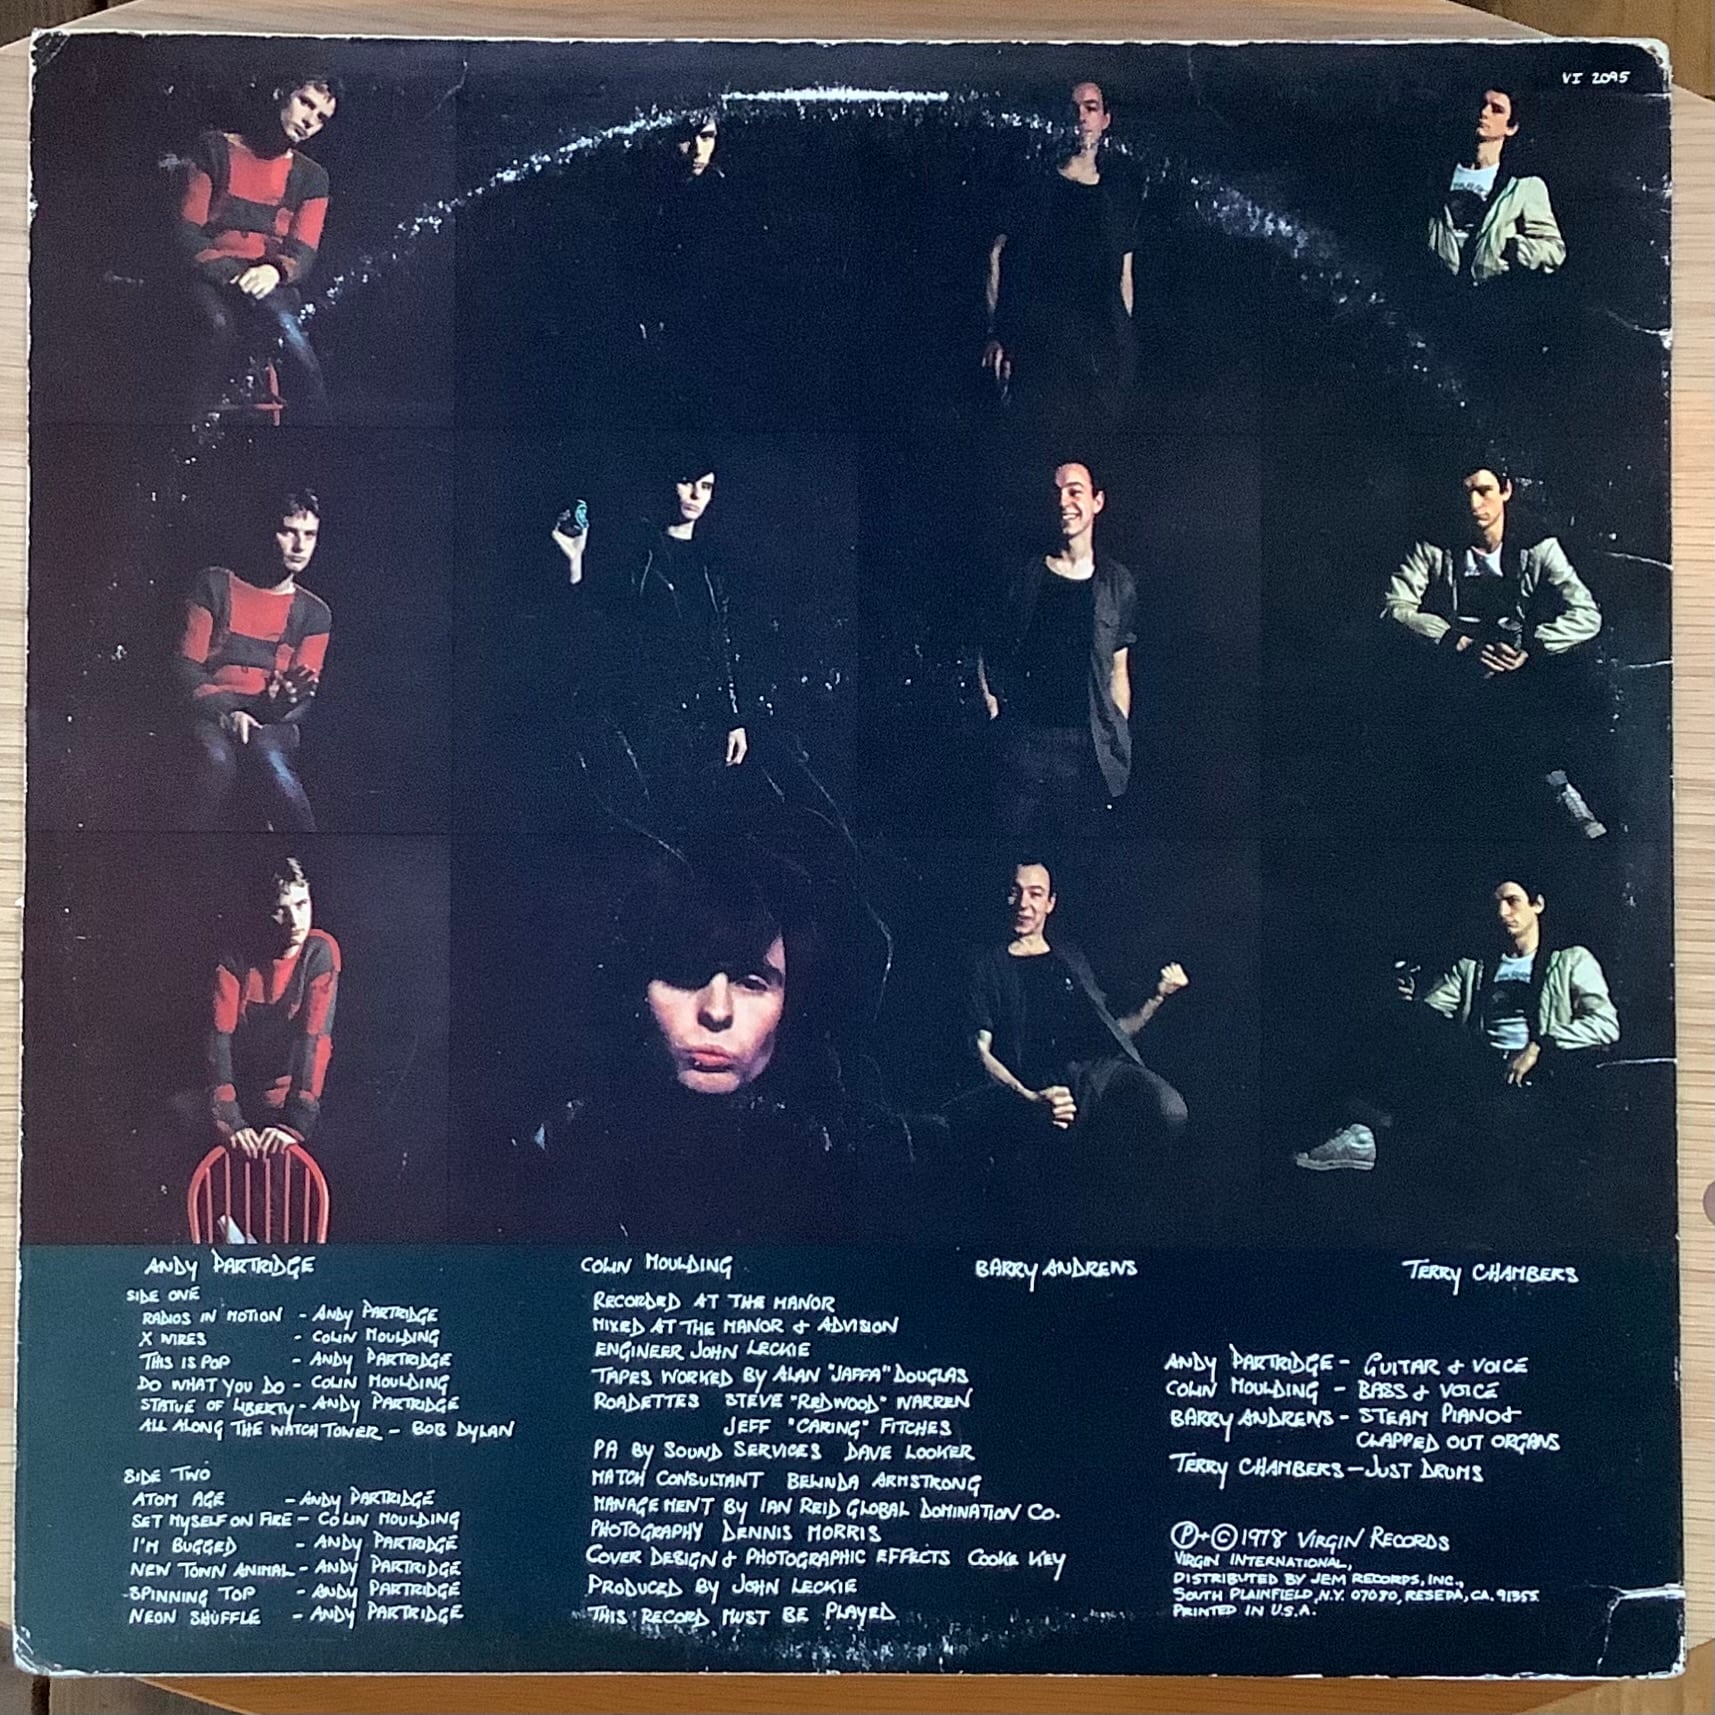 VI 2095
ANDY PARTRIDGE
COLIN MOULDING
BARRY ANDREWS
TERRY CHAMBERS
SIDE ONE
RADIOS IN MOTION - ANDY PARTRIDGE
X WIRES - COLIN MOULDING
THIS IS POP - ANDY PARTRIDGE
DO WHAT YOU DO - COLIN MOULDING
STATUE OF LIBERTY - ANDY PARTRIDGE
ALL ALONG THE WATCH TOWER - BOB DYLAN
SIDE TWO
ATOM AGE - ANDY PARTRIDGE
SET MYSELF ON FIRE - COLIN MOULDING
I'M BUGGED - ANDY PARTRIDGE
NEW TOWN ANIMAL - ANDY PARTRIDGE
SPINNING TOP - ANDY PARTRIDGE
NEON SHUFFLE - ANDY PARTRIDGE
RECORDED AT THE MANOR
MIXED AT THE MANOR & ADVISION
ENGINEER JOHN LECKIE
TAPES WORKED BY ALAN "JAFFA" DOUGLAS
ROADETTES STEVE "REDWOOD" WARREN
JEFF "CARING" FITCHES
PA BY SOUND SERVICES DAVE LOOKER
MATCH CONSULTANT BELINDA ARMSTRONG
MANAGEMENT BY IAN REID GLOBAL DOMINATION CO.
PHOTOGRAPHY DENNIS MORRIS
COVER DESIGN & PHOTOGRAPHIC EFFECTS COOKE KEY
PRODUCED BY JOHN LECKIE
THIS RECORD MUST BE PLAYED
ANDY PARTRIDGE - GUITAR & VOICE
COLIN MOULDING - BASS & VOICE
BARRY ANDREWS - STEAM PIANO &
CLAPPED OUT ORGANS
TERRY CHAMBERS - JUST DRUMS
℗+© 1978 VIRGIN RECORDS
VIRGIN INTERNATIONAL,
DISTRIBUTED BY JEM RECORDS, INC.,
SOUTH PLAINFIELD, N.Y. 07080, RESEDA, CA. 91355
PRINTED IN U.S.A.